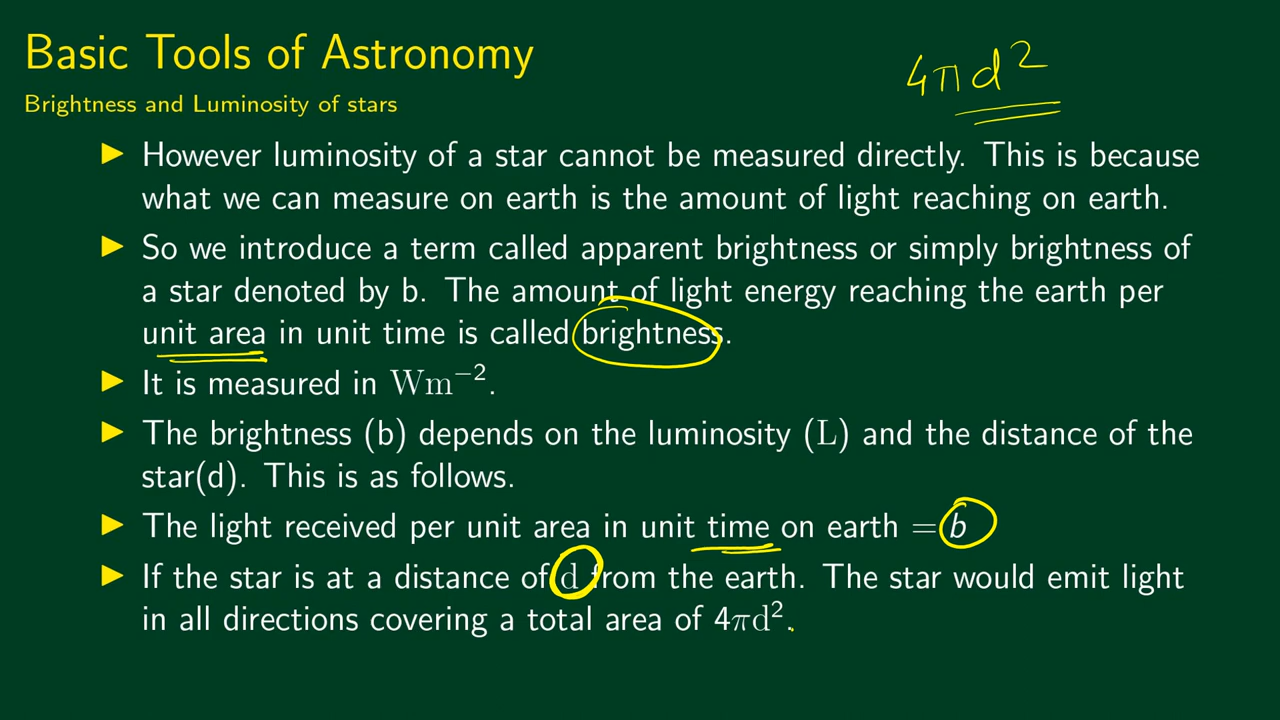 Basic Tools of Astronomy
4πd²
Brightness and Luminosity of stars
▶ However luminosity of a star cannot be measured directly. This is because
what we can measure on earth is the amount of light reaching on earth.
▶ So we introduce a term called apparent brightness or simply brightness of
a star denoted by b. The amount of light energy reaching the earth per
unit area in unit time is called brightness.
▶ It is measured in Wm⁻².
▶ The brightness (b) depends on the luminosity (L) and the distance of the
star(d). This is as follows.
▶ The light received per unit area in unit time on earth = b
▶ If the star is at a distance of d from the earth. The star would emit light
in all directions covering a total area of 4πd².